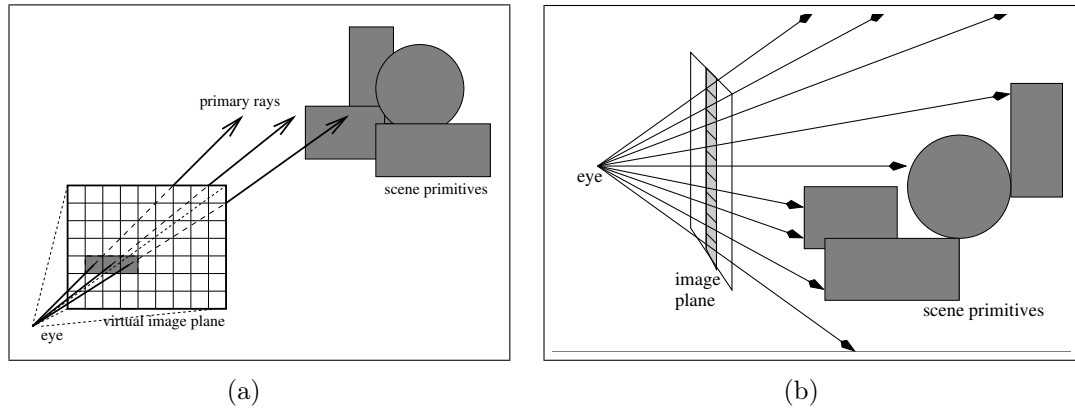 primary rays
scene primitives
virtual image plane
eye
(a)
eye
image
plane
scene primitives
(b)